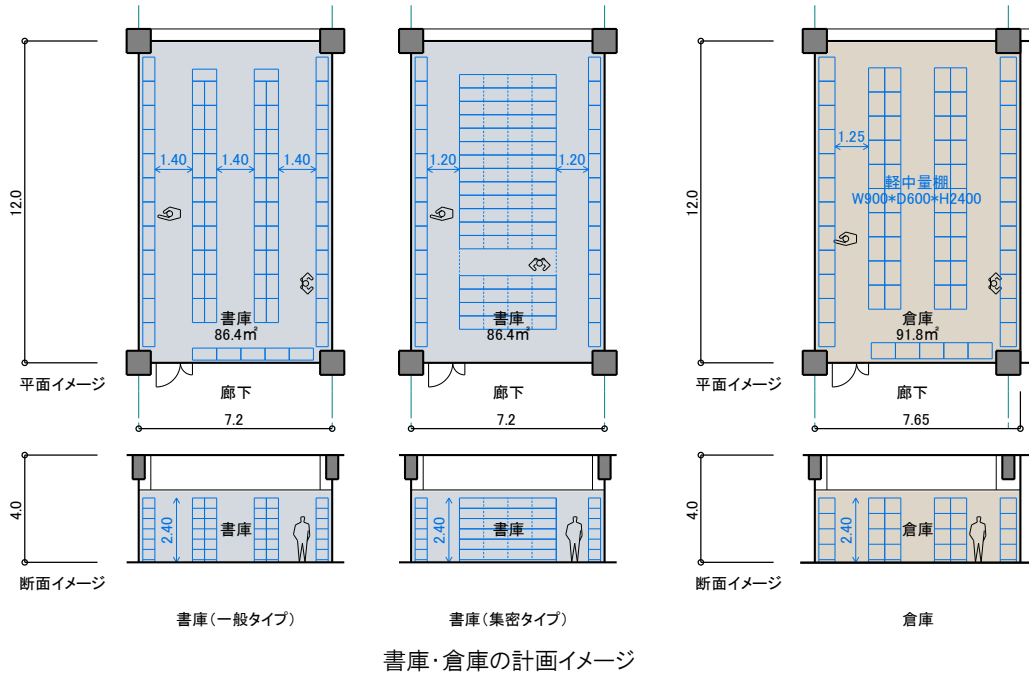 12.0
1.40
1.40
1.40
書庫
86.4㎡
平面イメージ
廊下
7.2
1.20
1.20
書庫
86.4㎡
廊下
7.2
12.0
1.25
軽中量棚
W900*D600*H2400
倉庫
91.8㎡
平面イメージ
廊下
7.65
4.0
2.40
書庫
断面イメージ
2.40
書庫
4.0
2.40
倉庫
断面イメージ
書庫(一般タイプ)
書庫(集密タイプ)
倉庫
書庫・倉庫の計画イメージ